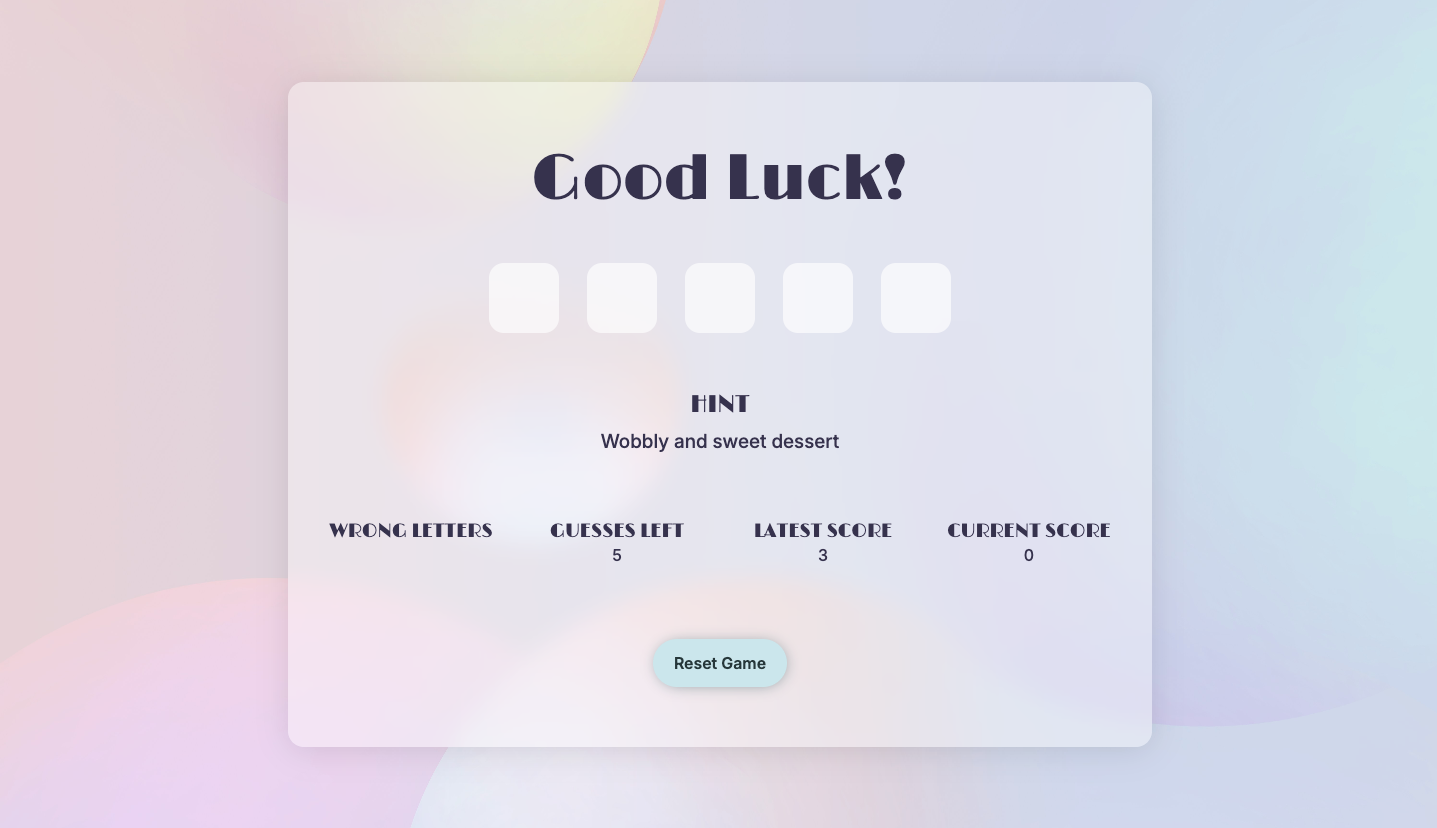 Good Luck!
HINT
Wobbly and sweet dessert
WRONG LETTERS GUESSES LEFT LATEST SCORE CURRENT SCORE
5 3 0
Reset Game